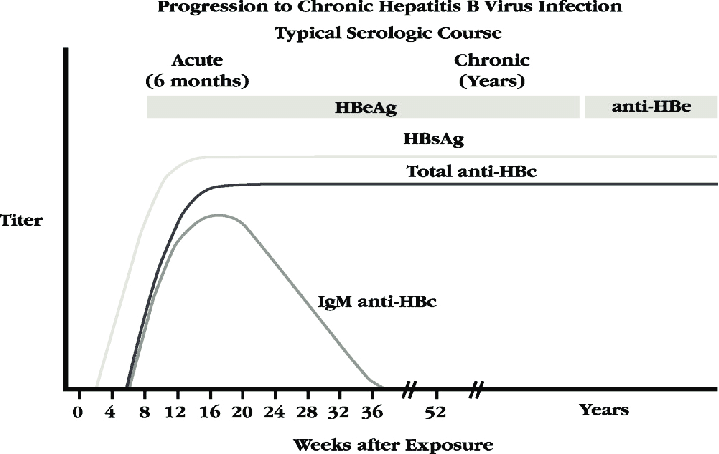 Progression to Chronic Hepatitis B Virus Infection
Typical Serologic Course
Acute
(6 months)
Chronic
(Years)
HBeAg
anti-HBe
HBsAg
Total anti-HBc
Titer
IgM anti-HBc
0 4 8 12 16 20 24 28 32 36 52 Years
Weeks after Exposure